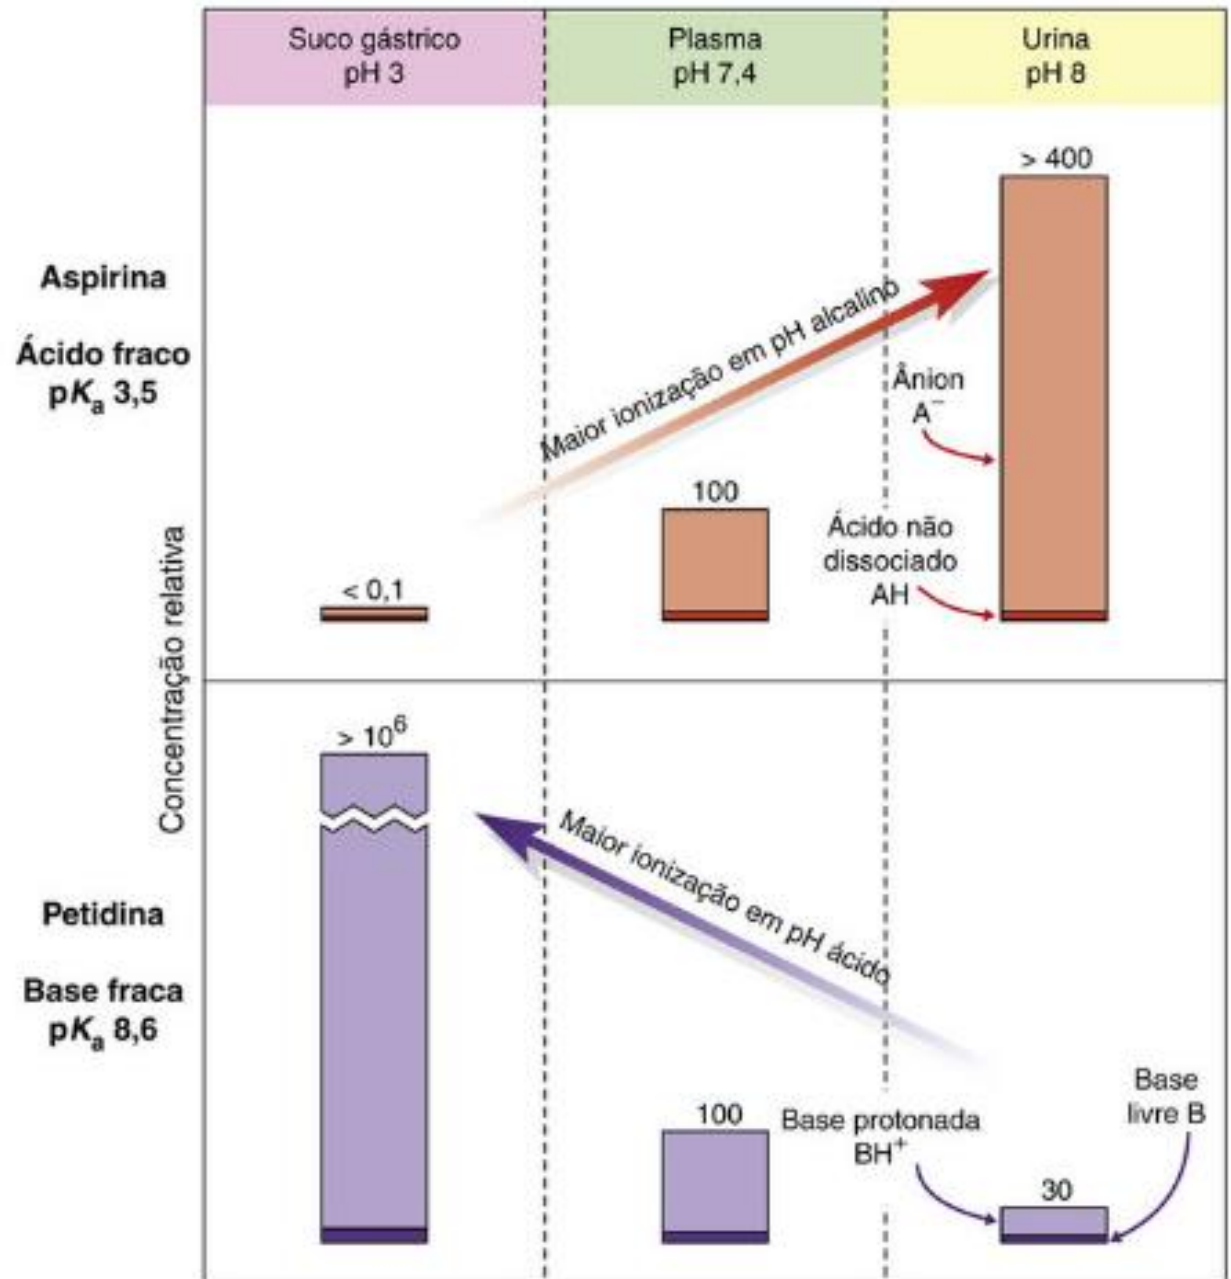 Suco gástrico
pH 3
Plasma
pH 7,4
Urina
pH 8
Aspirina
Ácido fraco
pKa 3,5
Concentração relativa
< 0,1
100
> 400
Maior ionização em pH alcalino
Ânion
A⁻
Ácido não
dissociado
AH
Petidina
Base fraca
pKa 8,6
> 10⁶
100
30
Maior ionização em pH ácido
Base protonada
BH⁺
Base
livre B